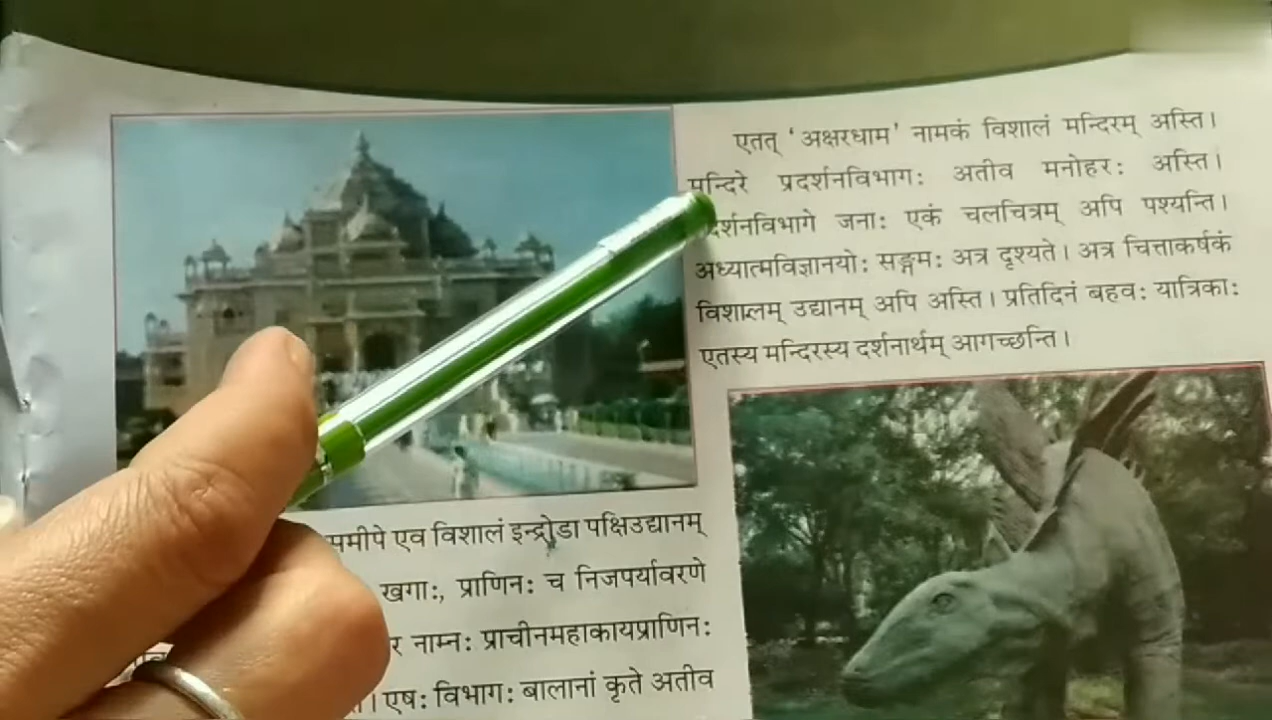 एतत् ‘अक्षरधाम’ नामकं विशालं मन्दिरम् अस्ति।
मन्दिरे प्रदर्शनविभागः अतीव मनोहरः अस्ति।
दर्शनविभागे जनाः एकं चलचित्रम् अपि पश्यन्ति।
अध्यात्मविज्ञानयोः सङ्गमः अत्र दृश्यते। अत्र चित्ताकर्षकं
विशालम् उद्यानम् अपि अस्ति। प्रतिदिनं बहवः यात्रिकाः
एतस्य मन्दिरस्य दर्शनार्थम् आगच्छन्ति।
समीपे एव विशालं इन्द्रोडा पक्षिउद्यानम्
खगाः, प्राणिनः च निजपर्यावरणे
र नाम्नः प्राचीनमहाकायप्राणिनः
। एषः विभागः बालानां कृते अतीव